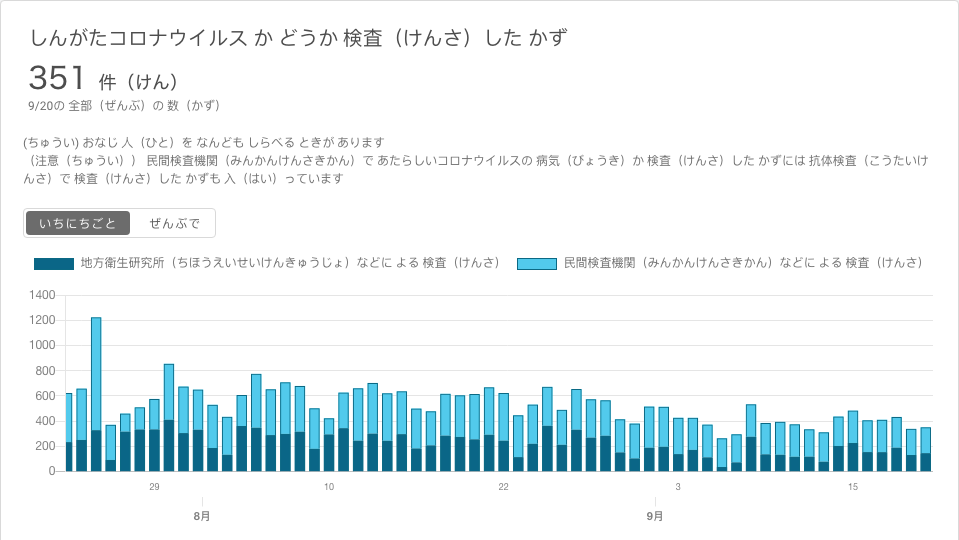 しんがたコロナウイルス か どうか 検査（けんさ）した かず
351 件（けん）
9/20の 全部（ぜんぶ）の 数（かず）
(ちゅうい) おなじ 人（ひと）を なんども しらべる ときが あります
（注意（ちゅうい）） 民間検査機関（みんかんけんさきかん）で あたらしいコロナウイルスの 病気（びょうき）か 検査（けんさ）した かずには 抗体検査（こうたいけ
んさ）で 検査（けんさ）した かずも 入（はい）っています
いちにちごと ぜんぶで
地方衛生研究所（ちほうえいせいけんきゅうじょ）などに よる 検査（けんさ） 民間検査機関（みんかんけんさきかん）などに よる 検査（けんさ）
1400
1200
1000
800
600
400
200
0
29 10 22 3 15
8月 9月